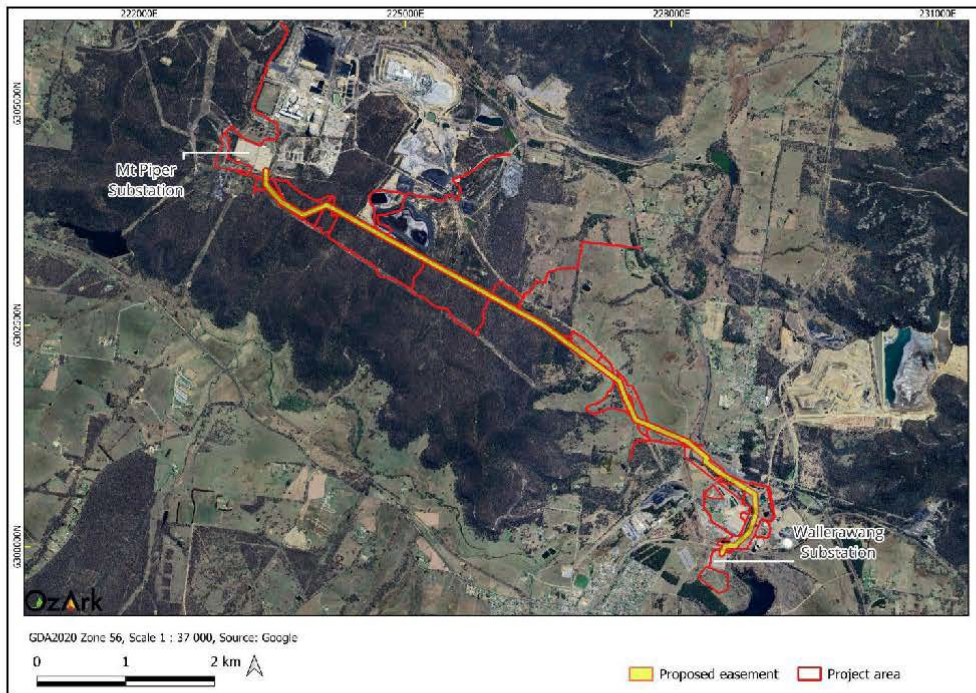 222000E
225000E
228000E
231000E
6305000N
6302500N
6300000N
Mt Piper
Substation
Wallerawang
Substation
OzArk
GDA2020 Zone 56, Scale 1 : 37 000, Source: Google
0 1 2 km
Proposed easement
Project area